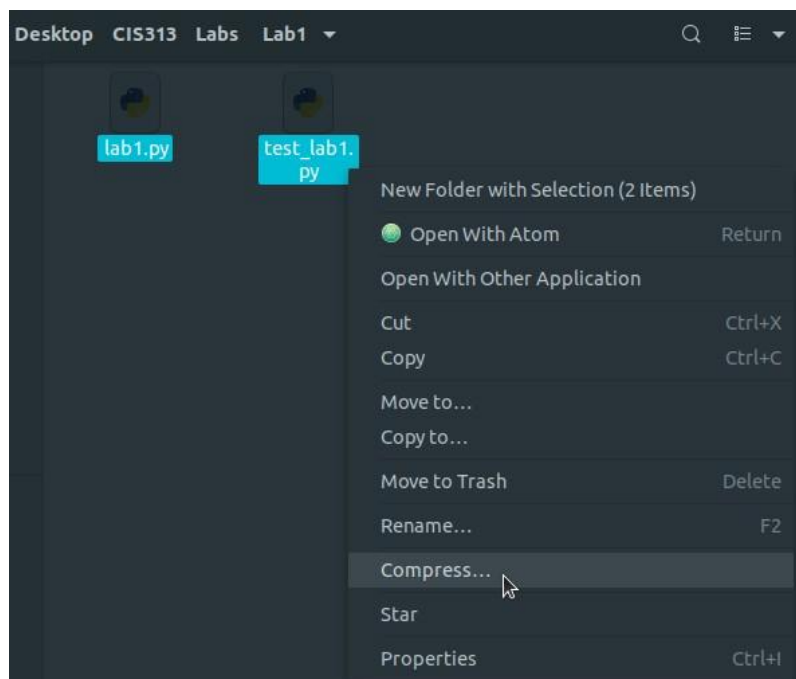 Desktop CIS313 Labs Lab1
lab1.py
test_lab1.
py
New Folder with Selection (2 Items)
Open With Atom Return
Open With Other Application
Cut Ctrl+X
Copy Ctrl+C
Move to…
Copy to…
Move to Trash Delete
Rename… F2
Compress…
Star
Properties Ctrl+I